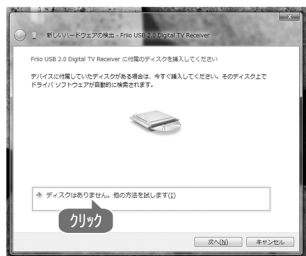 新しいハードウェアの検出 - Friio USB 2.0 Digital TV Receiver
Friio USB 2.0 Digital TV Receiver に付属のディスクを挿入してください
デバイスに付属していたディスクがある場合は、今すぐ挿入してください。そのディスク上で
ドライバ ソフトウェアが自動的に検索されます。
ディスクはありません。他の方法を試します(I)
クリック
次へ(N)
キャンセル